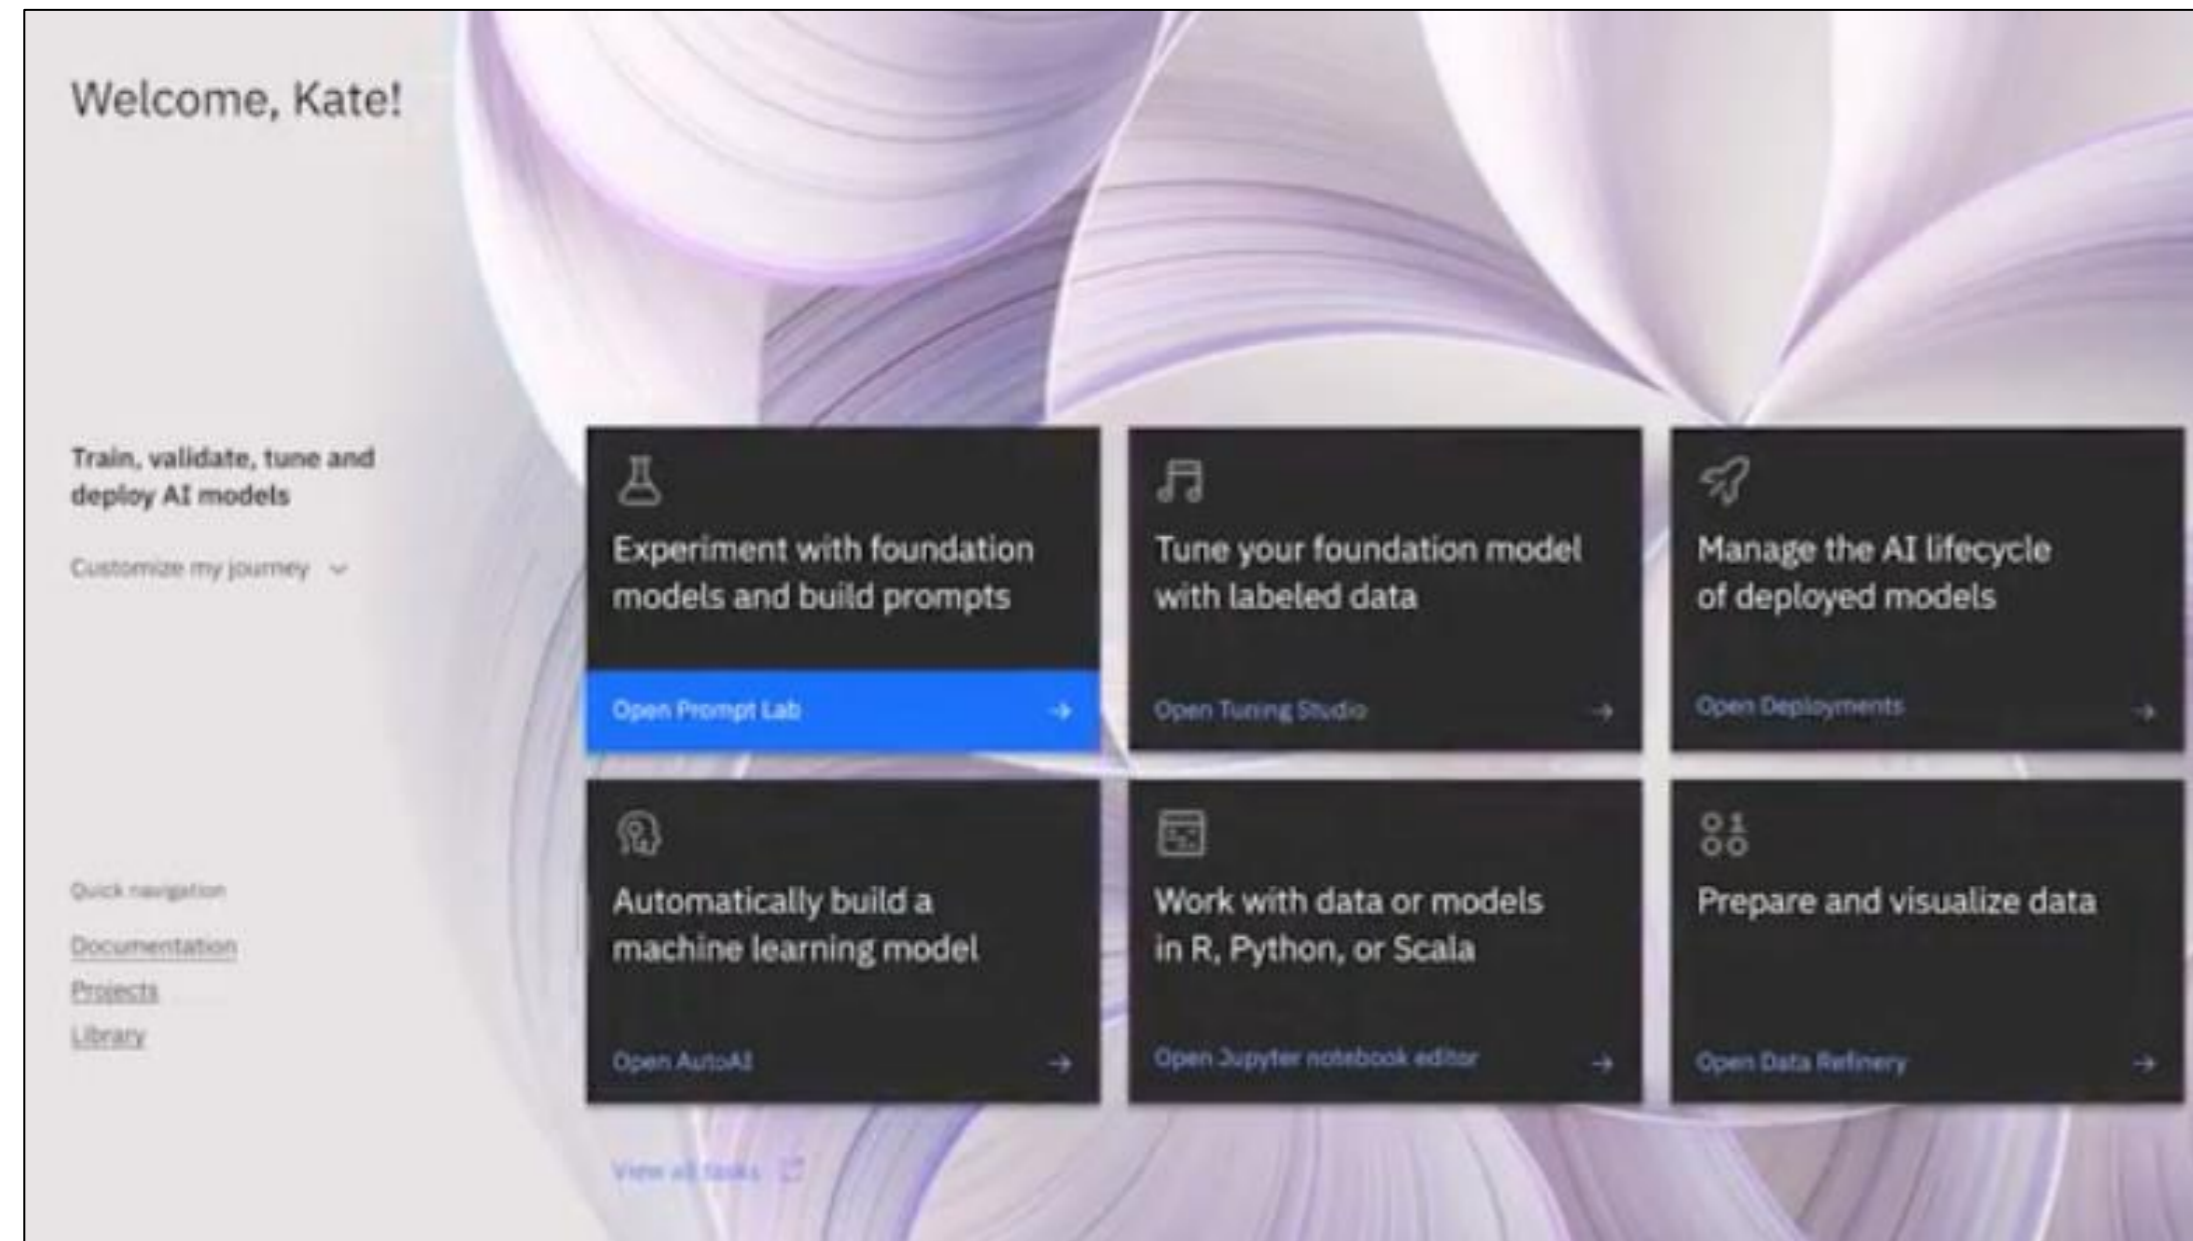 Welcome, Kate!
Train, validate, tune and
deploy AI models
Customize my journey
Quick navigation
Documentation
Projects
Library
Experiment with foundation
models and build prompts
Open Prompt Lab
Tune your foundation model
with labeled data
Open Tuning Studio
Manage the AI lifecycle
of deployed models
Open Deployments
Automatically build a
machine learning model
Open AutoAI
Work with data or models
in R, Python, or Scala
Open Jupyter notebook editor
Prepare and visualize data
Open Data Refinery
View all tasks